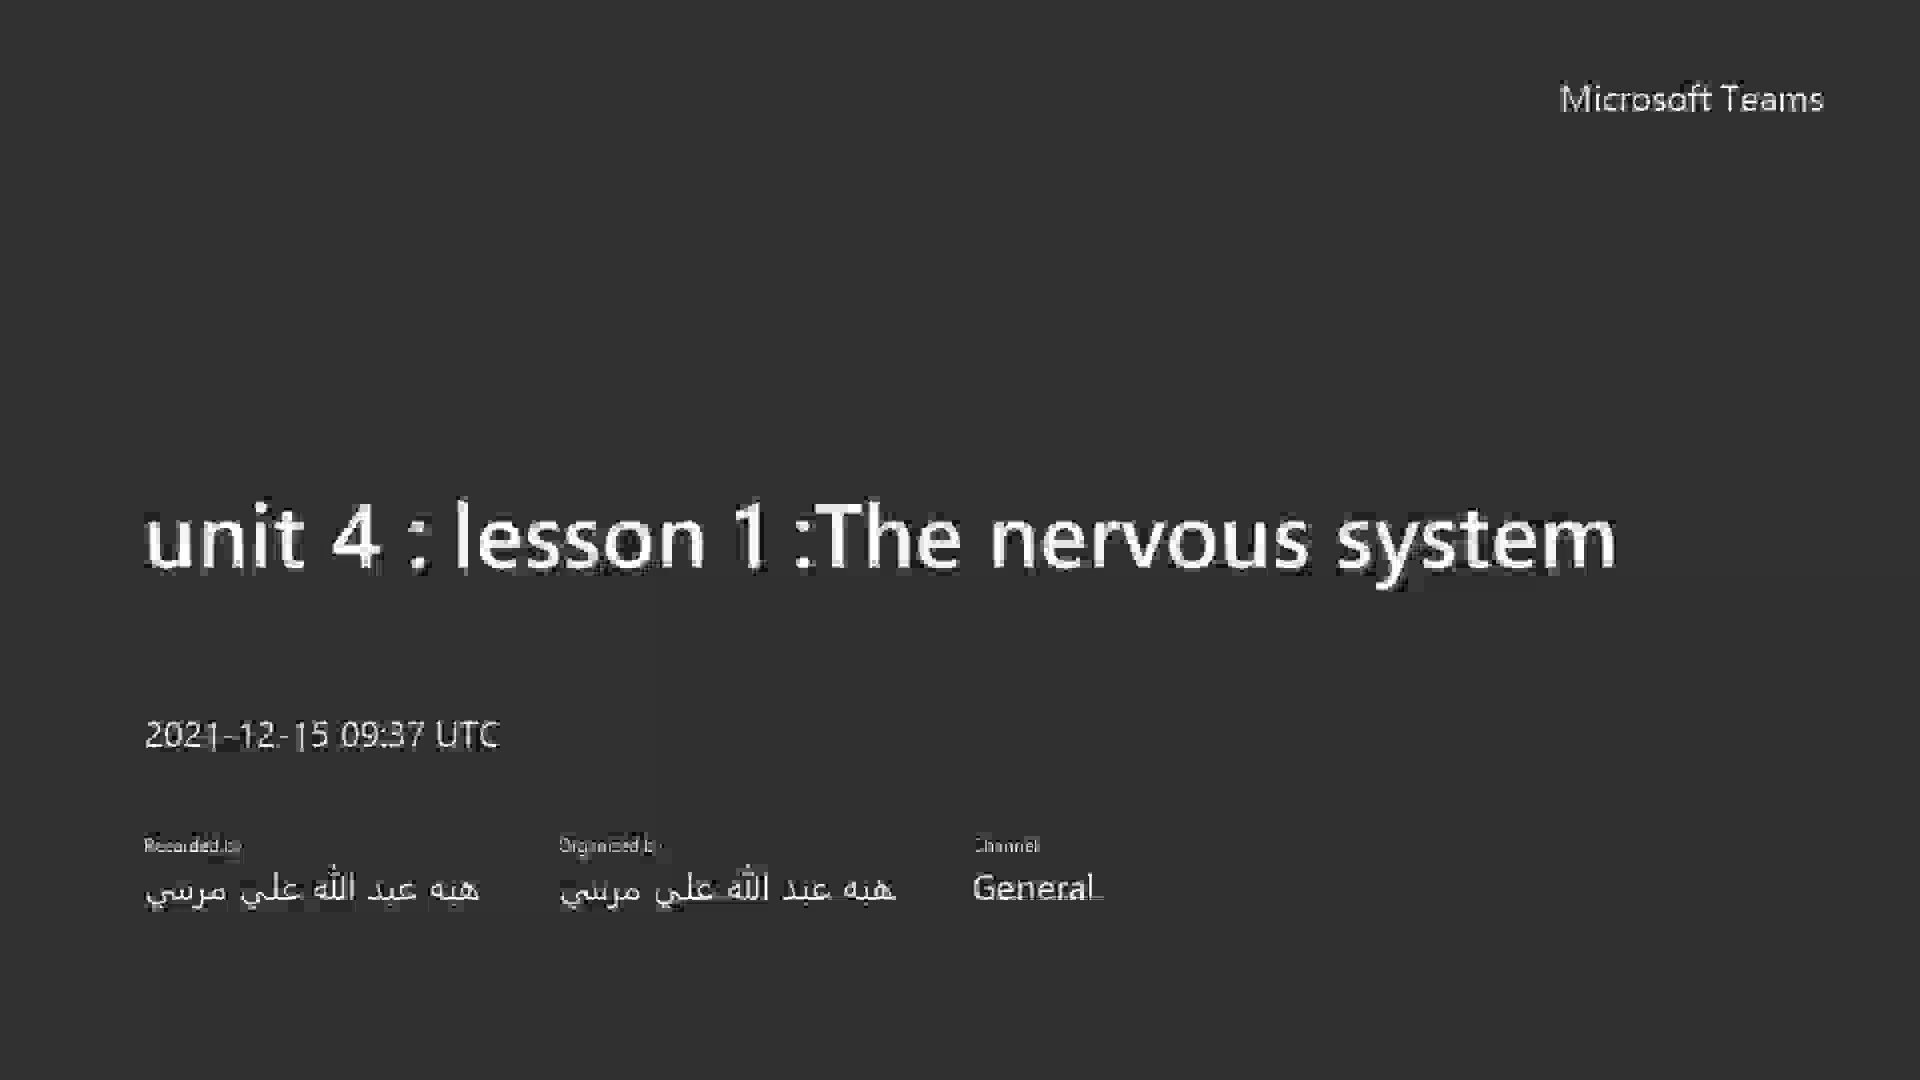 Microsoft Teams
unit 4 : lesson 1 :The nervous system
2021-12-15 09:37 UTC
Recorded by Organized by Channel
هبه عبد الله علي مرسي هبه عبد الله علي مرسي General